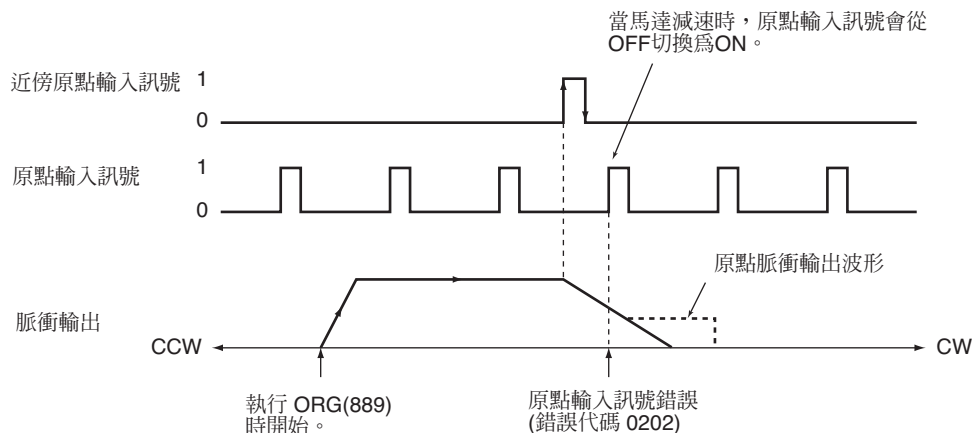 當馬達減速時，原點輸入訊號會從
OFF切換爲ON。
近傍原點輸入訊號
1
0
原點輸入訊號
1
0
原點脈衝輸出波形
脈衝輸出
CCW
CW
執行 ORG(889)
時開始。
原點輸入訊號錯誤
(錯誤代碼 0202)